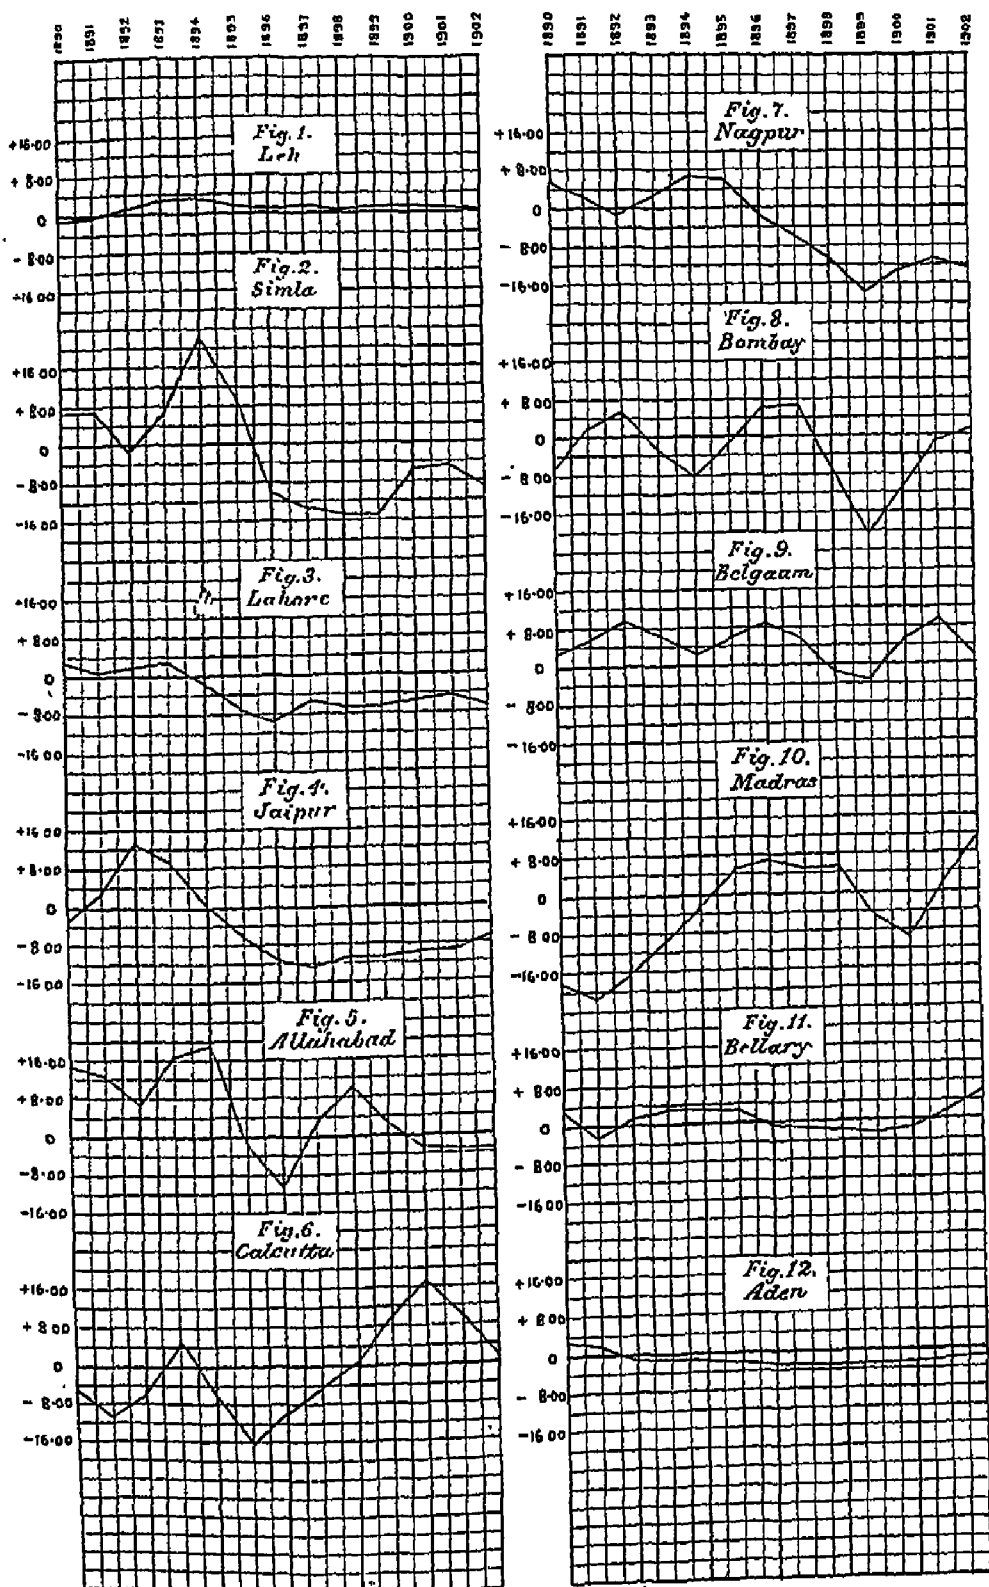 1890 1891 1892 1893 1894 1895 1896 1897 1898 1899 1900 1901 1902
Fig. 1.
Leh
+16·00
+ 8·00
0
- 8·00
+16·00
Fig. 2.
Simla
+16·00
+8·00
0
-8·00
-16·00
Fig. 3.
Lahore
+16·00
+8·00
0
-8·00
-16·00
Fig. 4.
Jaipur
+16·00
+8·00
0
-8·00
-16·00
Fig. 5.
Allahabad
+16·00
+8·00
0
-8·00
-16·00
Fig. 6.
Calcutta
+16·00
+ 8·00
0
- 8·00
-16·00
1890 1891 1892 1893 1894 1895 1896 1897 1898 1899 1900 1901 1902
Fig. 7.
Nagpur
+16·00
+ 8·00
0
- 8·00
-16·00
Fig. 8.
Bombay
+16·00
+ 8·00
0
- 8·00
-16·00
Fig. 9.
Belgaam
+16·00
+ 8·00
0
- 8·00
-16·00
Fig. 10.
Madras
+16·00
+ 8·00
0
- 8·00
-16·00
Fig. 11.
Bellary
+16·00
+ 8·00
0
- 8·00
-16·00
Fig. 12.
Aden
+16·00
+ 8·00
0
- 8·00
-16·00